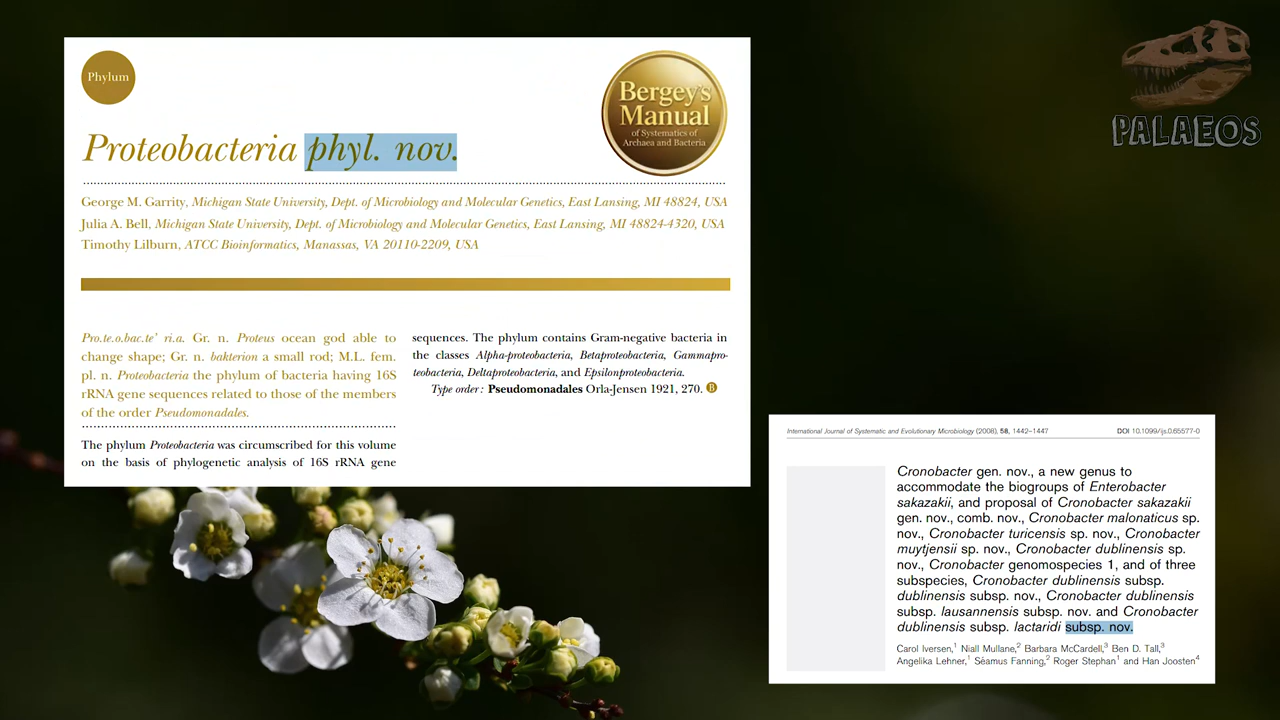 Phylum
Bergey's
Manual
of Systematics of
Archaea and Bacteria
Proteobacteria phyl. nov.
George M. Garrity, Michigan State University, Dept. of Microbiology and Molecular Genetics, East Lansing, MI 48824, USA
Julia A. Bell, Michigan State University, Dept. of Microbiology and Molecular Genetics, East Lansing, MI 48824-4320, USA
Timothy Lilburn, ATCC Bioinformatics, Manassas, VA 20110-2209, USA
Pro.te.o.bac.te' ri.a. Gr. n. Proteus ocean god able to
change shape; Gr. n. bakterion a small rod; M.L. fem.
pl. n. Proteobacteria the phylum of bacteria having 16S
rRNA gene sequences related to those of the members
of the order Pseudomonadales.
The phylum Proteobacteria was circumscribed for this volume
on the basis of phylogenetic analysis of 16S rRNA gene
sequences. The phylum contains Gram-negative bacteria in
the classes Alpha-proteobacteria, Betaproteobacteria, Gammapro-
teobacteria, Deltaproteobacteria, and Epsilonproteobacteria.
Type order: Pseudomonadales Orla-Jensen 1921, 270. B
PALAEOS
International Journal of Systematic and Evolutionary Microbiology (2008), 58, 1442–1447
DOI 10.1099/ijs.0.65577-0
Cronobacter gen. nov., a new genus to
accommodate the biogroups of Enterobacter
sakazakii, and proposal of Cronobacter sakazakii
gen. nov., comb. nov., Cronobacter malonaticus sp.
nov., Cronobacter turicensis sp. nov., Cronobacter
muytjensii sp. nov., Cronobacter dublinensis sp.
nov., Cronobacter genomospecies 1, and of three
subspecies, Cronobacter dublinensis subsp.
dublinensis subsp. nov., Cronobacter dublinensis
subsp. lausannensis subsp. nov. and Cronobacter
dublinensis subsp. lactaridi subsp. nov.
Carol Iversen,1 Niall Mullane,2 Barbara McCardell,3 Ben D. Tall,3
Angelika Lehner,1 Séamus Fanning,2 Roger Stephan1 and Han Joosten4